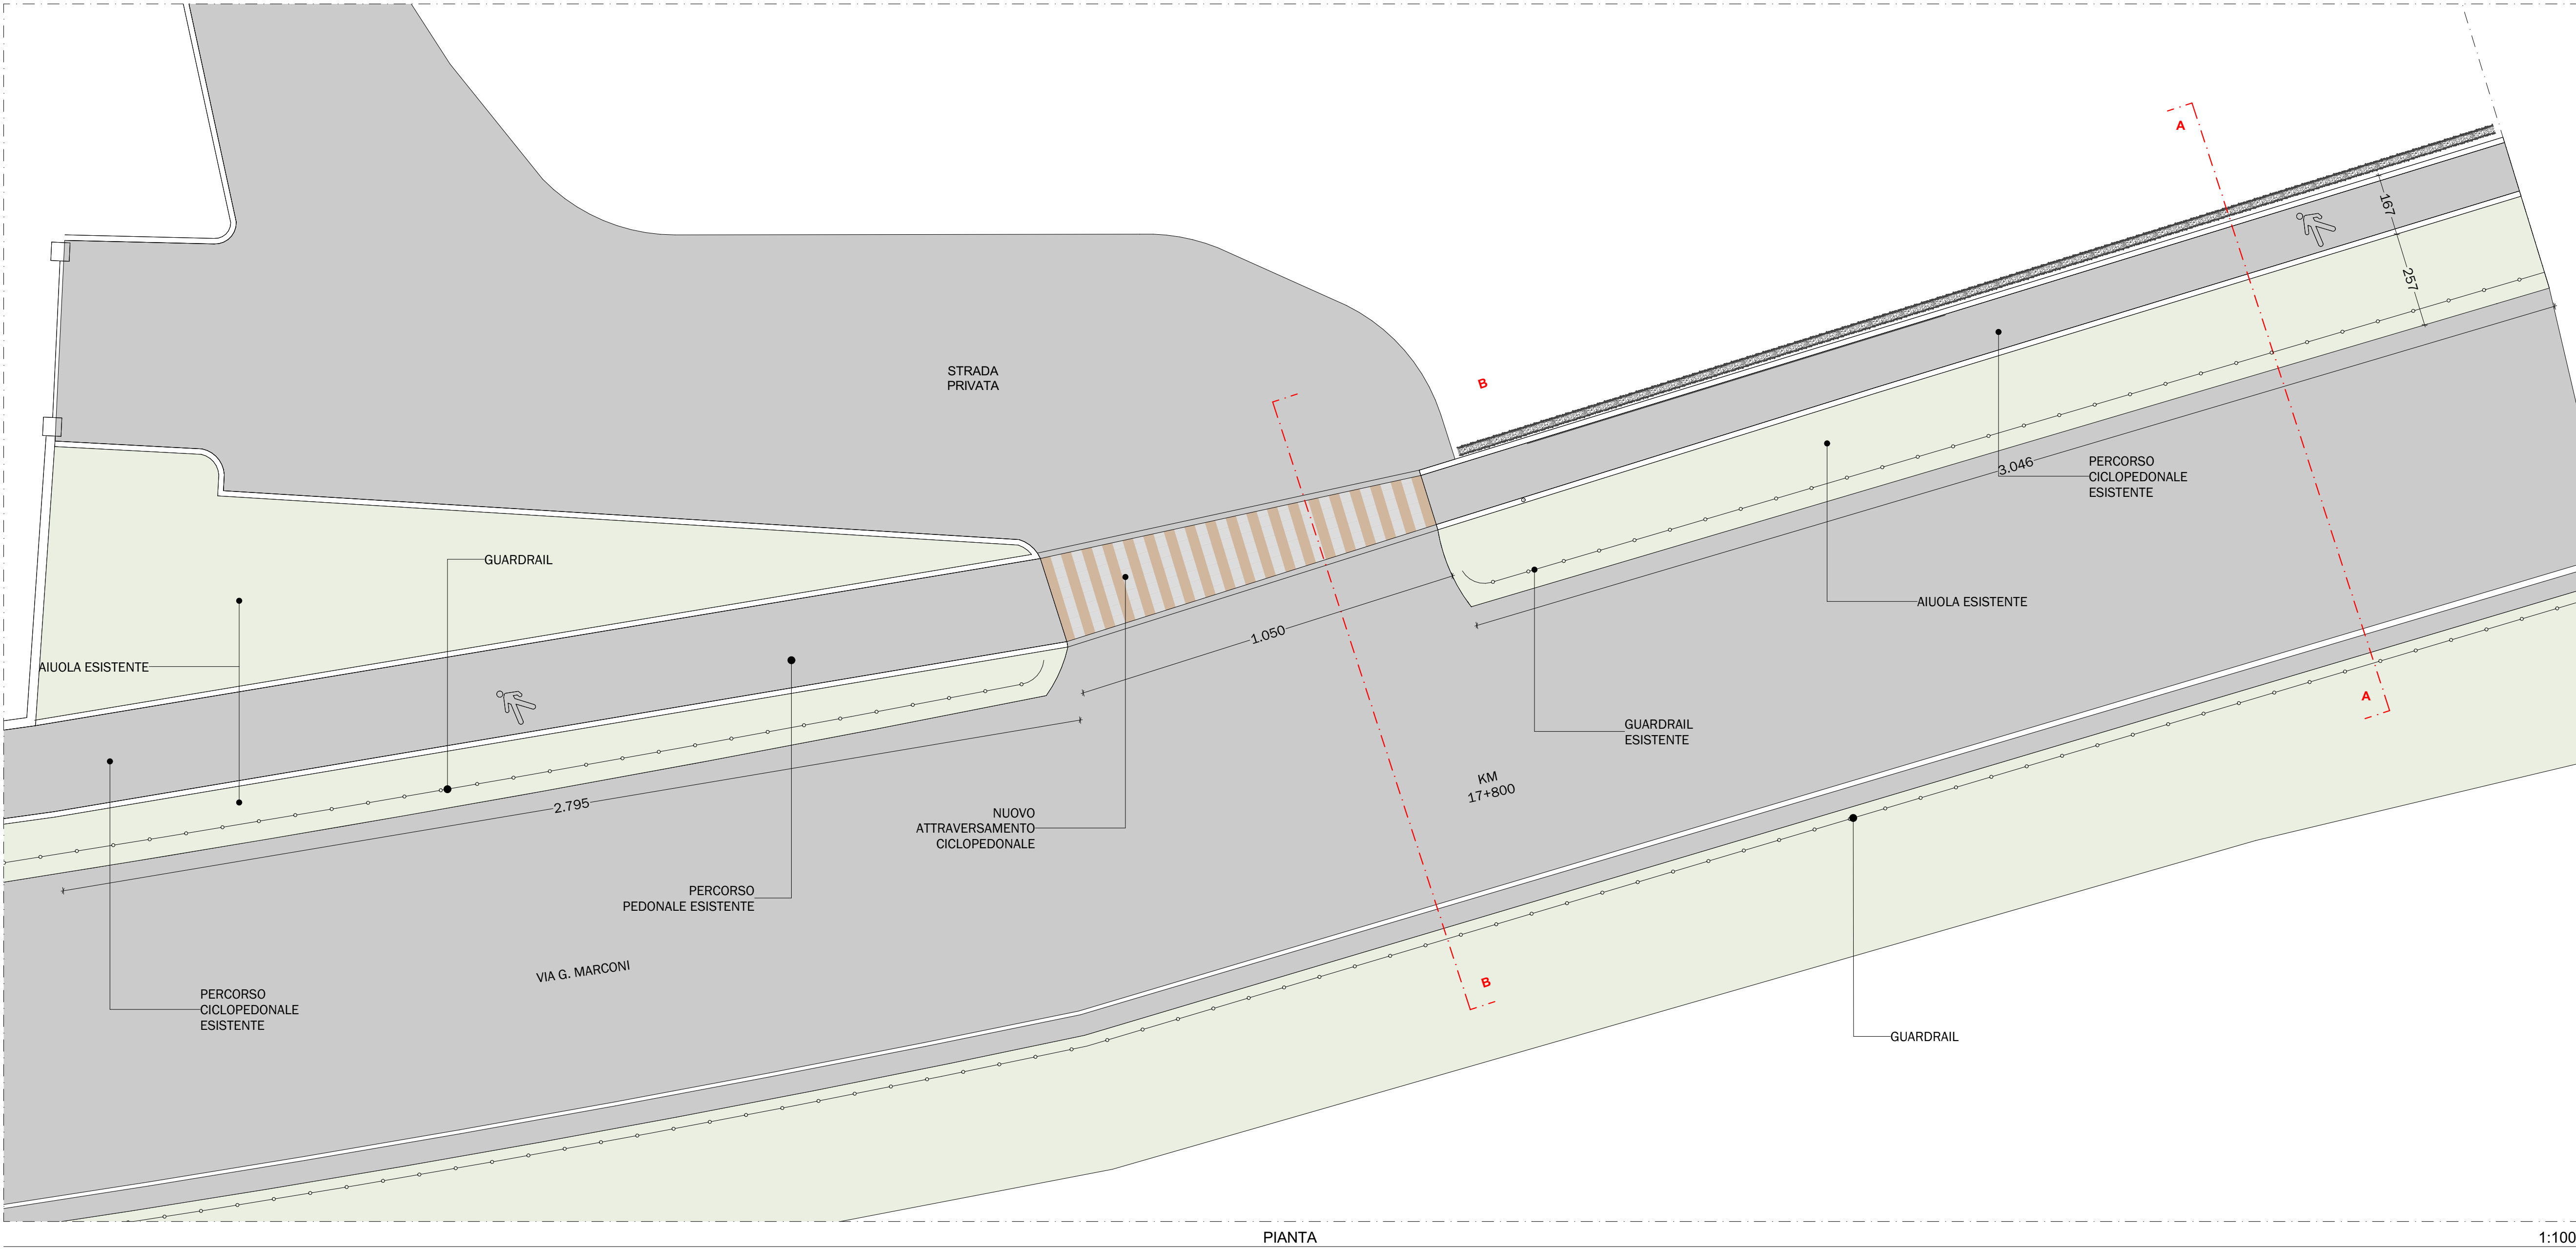 A
167
257
STRADA
PRIVATA
B
3.046
PERCORSO
CICLOPEDONALE
ESISTENTE
GUARDRAIL
AIUOLA ESISTENTE
1.050
AIUOLA ESISTENTE
A
GUARDRAIL
ESISTENTE
KM
17+800
2.795
NUOVO
ATTRAVERSAMENTO
CICLOPEDONALE
PERCORSO
PEDONALE ESISTENTE
VIA G. MARCONI
B
PERCORSO
CICLOPEDONALE
ESISTENTE
GUARDRAIL
PIANTA
1:100